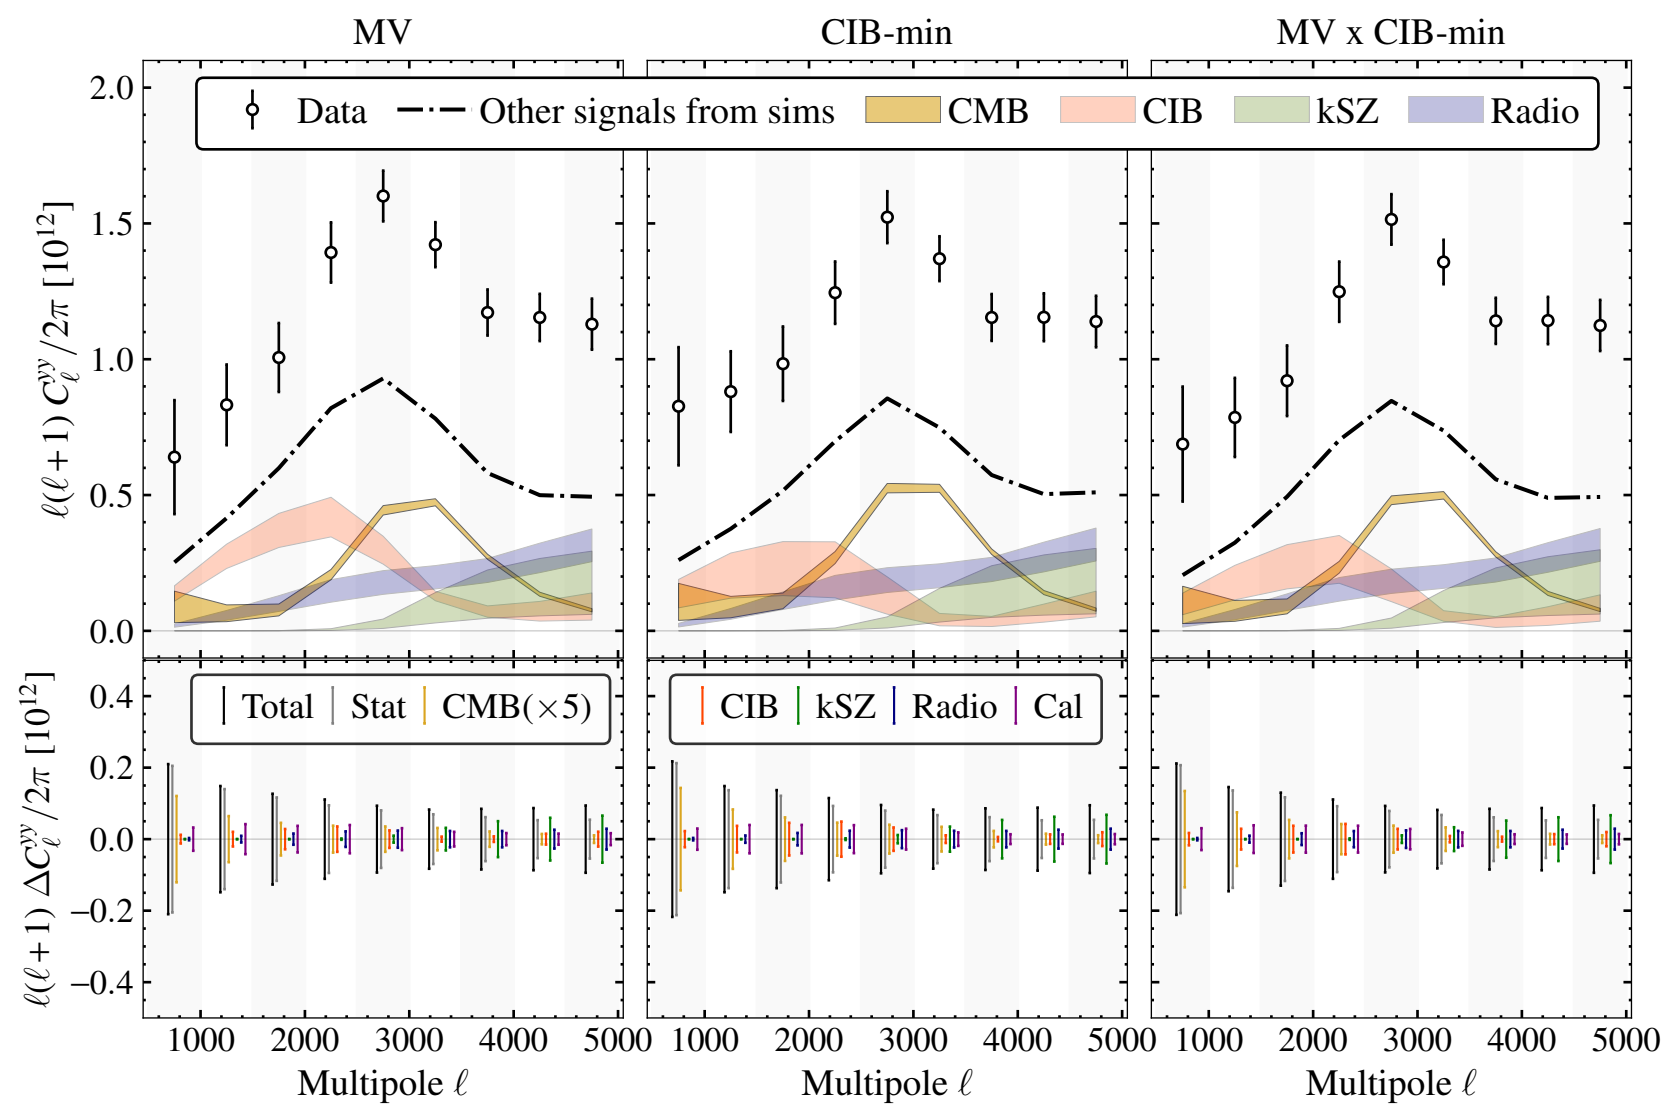 MV CIB-min MV x CIB-min
Data Other signals from sims CMB CIB kSZ Radio
ℓ(ℓ+1) C_ℓ^{yy}/2π [10^{12}]
2.0
1.5
1.0
0.5
0.0
Total Stat CMB(×5)
CIB kSZ Radio Cal
ℓ(ℓ+1) ΔC_ℓ^{yy}/2π [10^{12}]
0.4
0.2
0.0
−0.2
−0.4
1000 2000 3000 4000 5000 1000 2000 3000 4000 5000 1000 2000 3000 4000 5000
Multipole ℓ Multipole ℓ Multipole ℓ